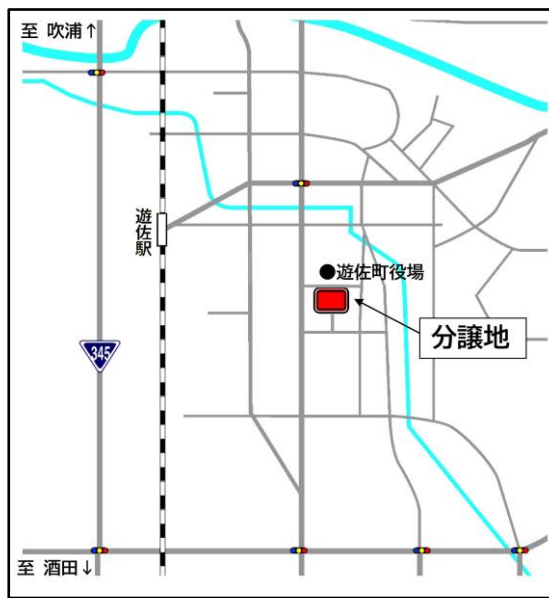 至 吹浦↑
遊佐駅
遊佐町役場
分譲地
345
至 酒田↓